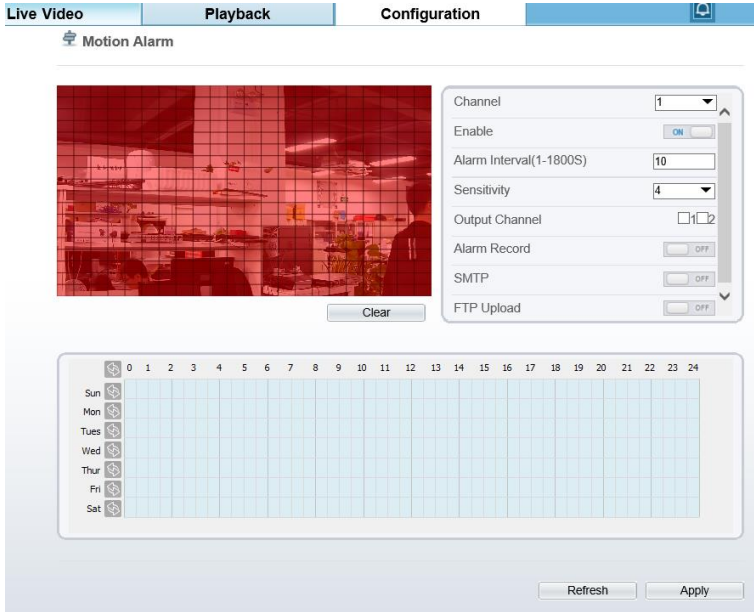 Live Video Playback Configuration
Motion Alarm
Channel 1
Enable ON
Alarm Interval(1-1800S) 10
Sensitivity 4
Output Channel 1 2
Alarm Record OFF
SMTP OFF
FTP Upload OFF
Clear
0 1 2 3 4 5 6 7 8 9 10 11 12 13 14 15 16 17 18 19 20 21 22 23 24
Sun
Mon
Tues
Wed
Thur
Fri
Sat
Refresh Apply